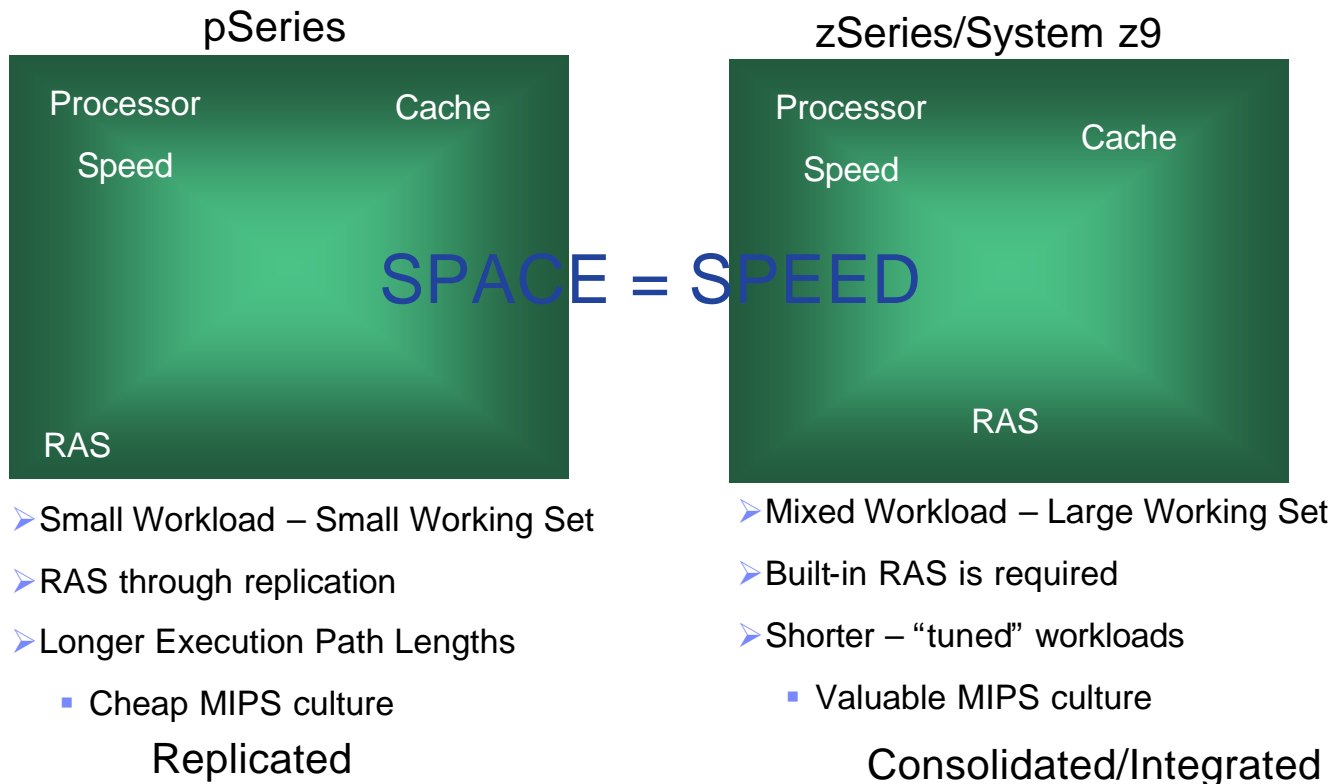 pSeries
Processor
Speed
Cache
RAS
➢Small Workload – Small Working Set
➢RAS through replication
➢Longer Execution Path Lengths
▪ Cheap MIPS culture
Replicated
SPACE = SPEED
zSeries/System z9
Processor
Speed
Cache
RAS
➢Mixed Workload – Large Working Set
➢Built-in RAS is required
➢Shorter – “tuned” workloads
▪ Valuable MIPS culture
Consolidated/Integrated